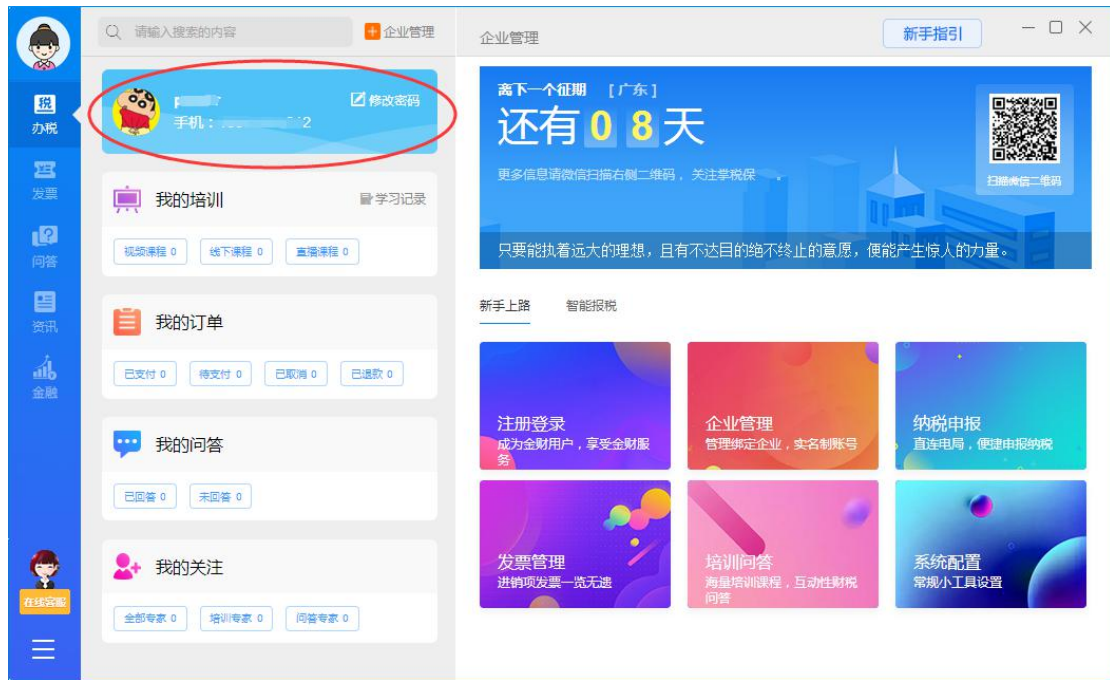 请输入搜索的内容
企业管理
税
办税
发票
问答
资讯
金融
在线客服
修改密码
手机：
2
我的培训
学习记录
视频课程 0
线下课程 0
直播课程 0
我的订单
已支付 0
待支付 0
已取消 0
已退款 0
我的问答
已回答 0
未回答 0
我的关注
全部专家 0
培训专家 0
问答专家 0
企业管理
新手指引
离下一个征期 [广东]
还有08天
更多信息请微信扫描右侧二维码，关注掌税保
扫描微信二维码
只要能执着远大的理想，且有不达目的绝不终止的意愿，便能产生惊人的力量。
新手上路
智能报税
注册登录
成为金财用户，享受金财服
务
企业管理
管理绑定企业，实名制账号
纳税申报
直连电局，便捷申报纳税
发票管理
进销项发票一览无遗
培训问答
海量培训课程，互动性财税
问答
系统配置
常规小工具设置